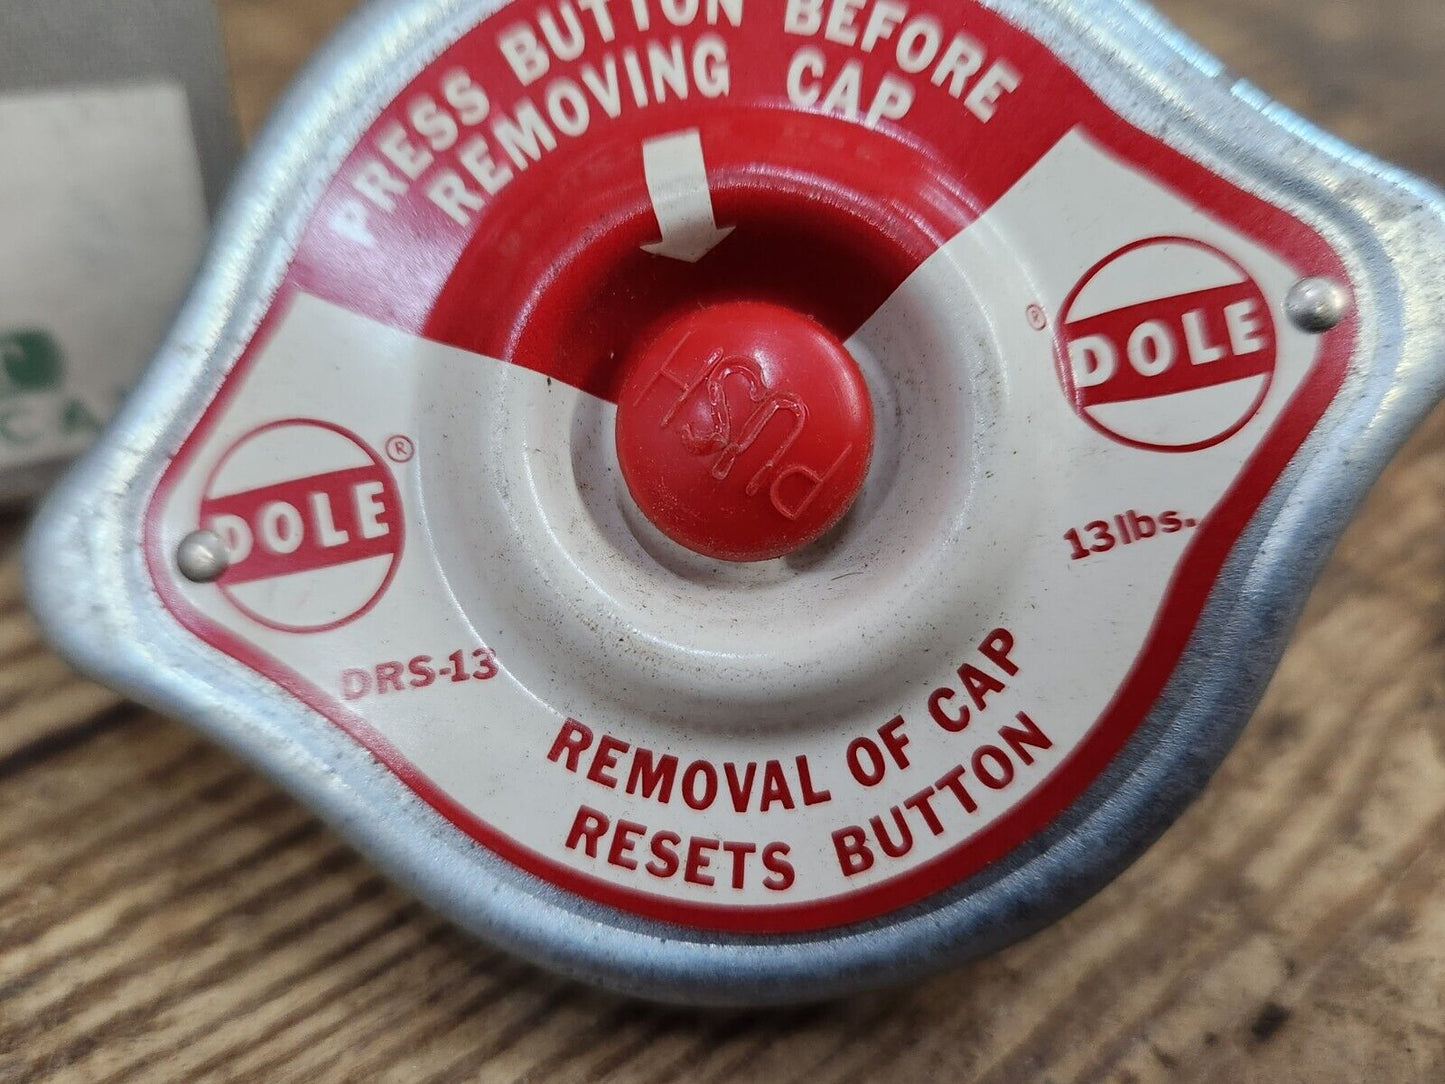 PRESS BUTTON BEFORE
REMOVING CAP
PUSH
DOLE ®
® DOLE
13 lbs.
DRS-13
REMOVAL OF CAP
RESETS BUTTON